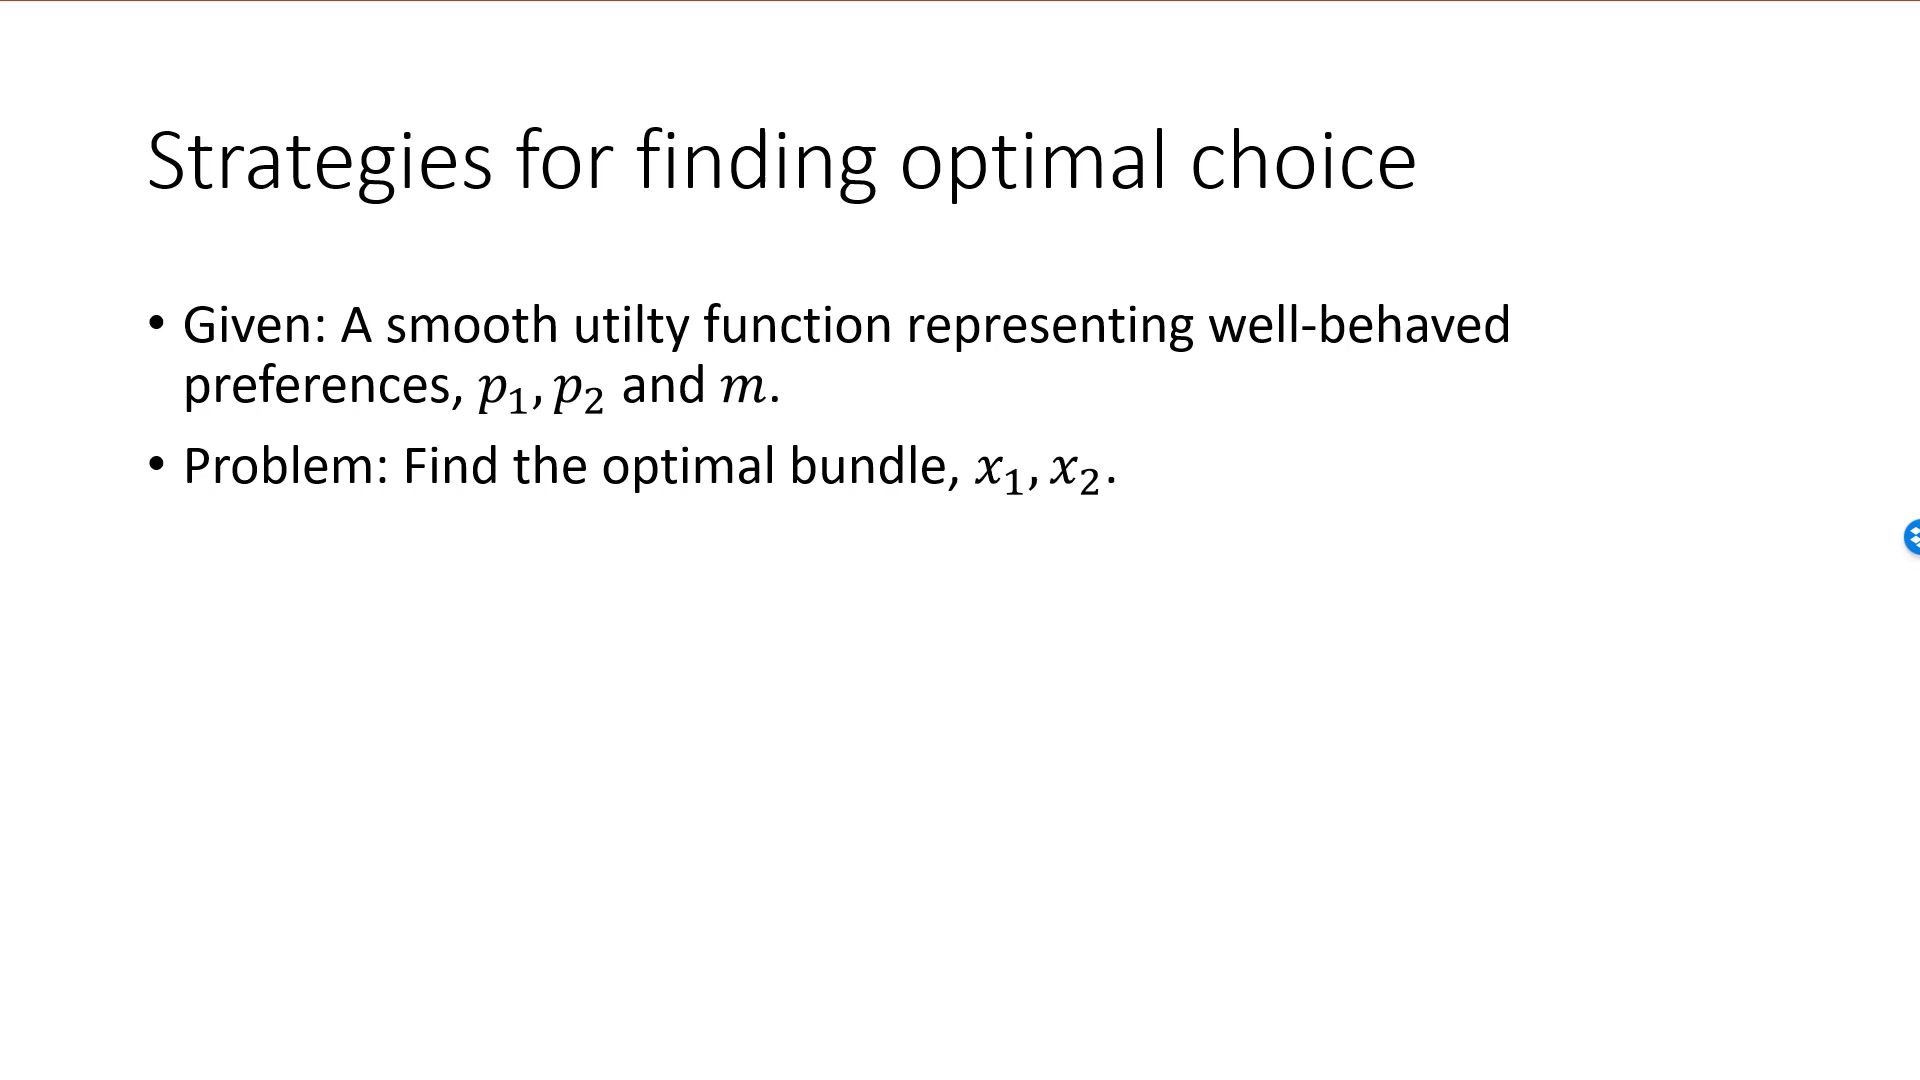 Strategies for finding optimal choice
• Given: A smooth utilty function representing well-behaved
preferences, 𝑝₁, 𝑝₂ and 𝑚.
• Problem: Find the optimal bundle, 𝑥₁, 𝑥₂.